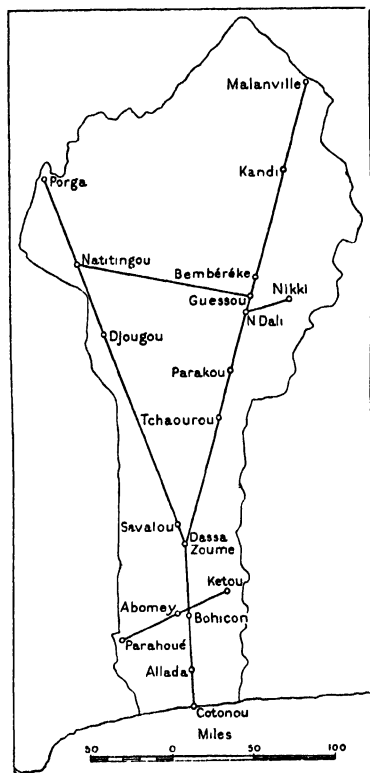 Malanville
Kandi
Porga
Natitingou
Bembéréke
Nikki
Guessou
N Dali
Djougou
Parakou
Tchaourou
Savalou
Dassa
Zoume
Ketou
Abomey
Bohicon
Parahoué
Allada
Cotonou
Miles
50 0 50 100